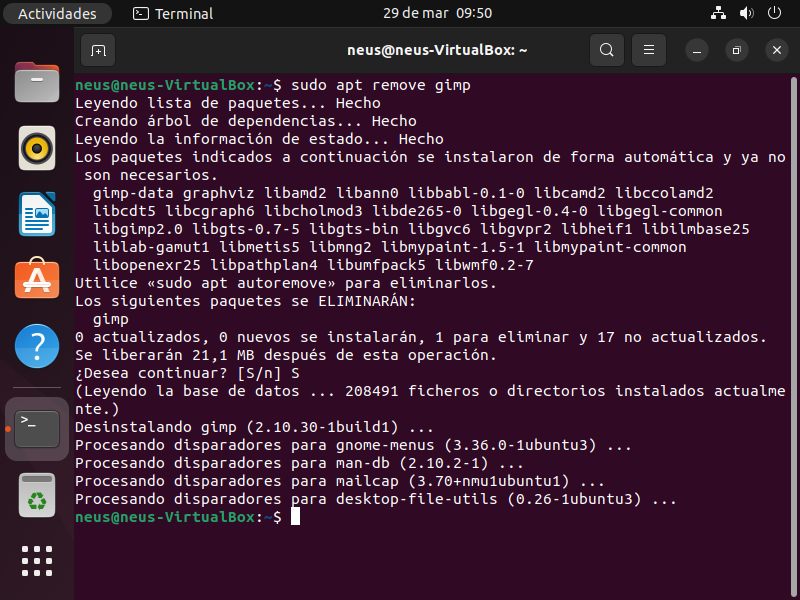 Actividades
Terminal
29 de mar 09:50
neus@neus-VirtualBox: ~
neus@neus-VirtualBox:~$ sudo apt remove gimp
Leyendo lista de paquetes... Hecho
Creando árbol de dependencias... Hecho
Leyendo la información de estado... Hecho
Los paquetes indicados a continuación se instalaron de forma automática y ya no
 son necesarios.
  gimp-data graphviz libamd2 libann0 libbabl-0.1-0 libcamd2 libccolamd2
  libcdt5 libcgraph6 libcholmod3 libde265-0 libgegl-0.4-0 libgegl-common
  libgimp2.0 libgts-0.7-5 libgts-bin libgvc6 libgvpr2 libheif1 libilmbase25
  liblab-gamut1 libmetis5 libmng2 libmypaint-1.5-1 libmypaint-common
  libopenexr25 libpathplan4 libumfpack5 libwmf0.2-7
Utilice «sudo apt autoremove» para eliminarlos.
Los siguientes paquetes se ELIMINARÁN:
  gimp
0 actualizados, 0 nuevos se instalarán, 1 para eliminar y 17 no actualizados.
Se liberarán 21,1 MB después de esta operación.
¿Desea continuar? [S/n] S
(Leyendo la base de datos ... 208491 ficheros o directorios instalados actualme
nte.)
Desinstalando gimp (2.10.30-1build1) ...
Procesando disparadores para gnome-menus (3.36.0-1ubuntu3) ...
Procesando disparadores para man-db (2.10.2-1) ...
Procesando disparadores para mailcap (3.70+nmu1ubuntu1) ...
Procesando disparadores para desktop-file-utils (0.26-1ubuntu3) ...
neus@neus-VirtualBox:~$